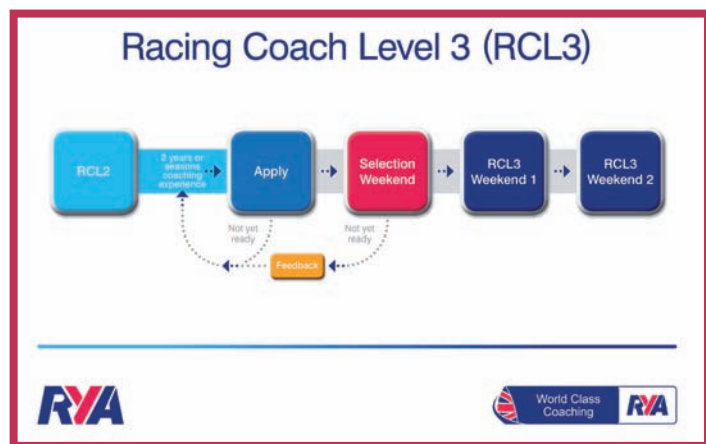 Racing Coach Level 3 (RCL3)
RCL2
2 years or
seasons
coaching
experience
Apply
Selection
Weekend
RCL3
Weekend 1
RCL3
Weekend 2
Not yet
ready
Not yet
ready
Feedback
RYA
World Class
Coaching
RYA